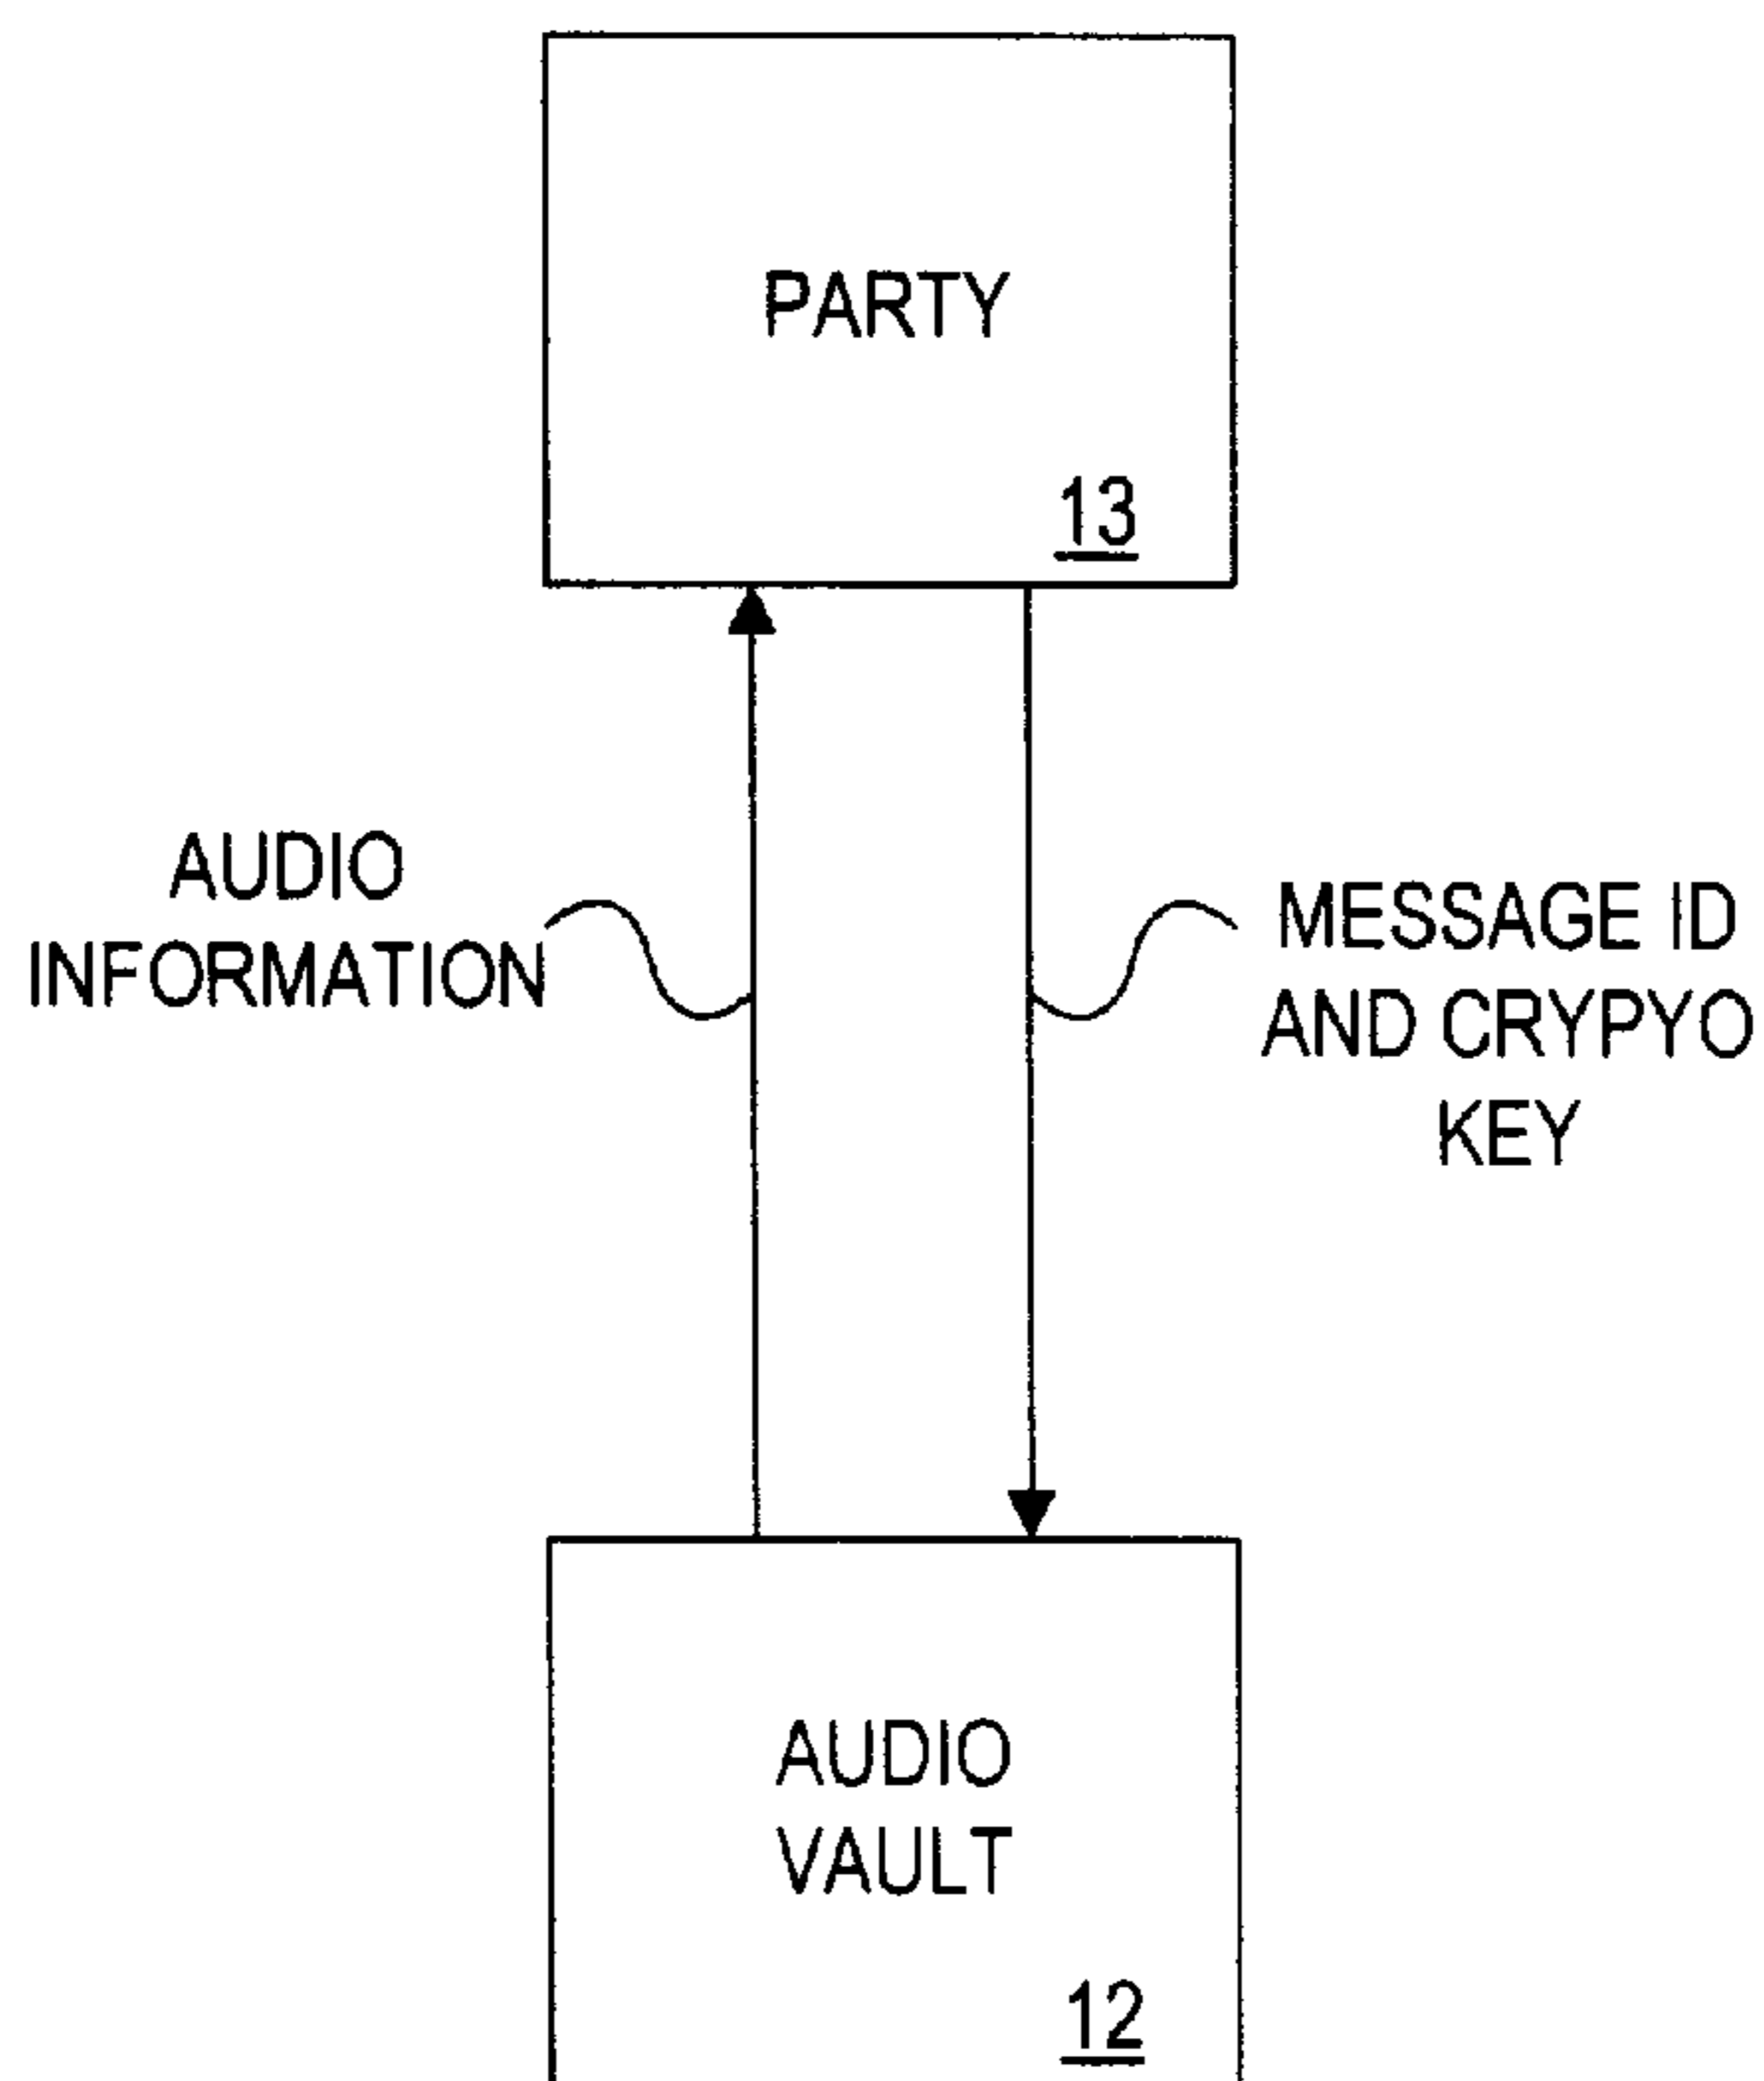 PARTY
13
AUDIO
INFORMATION
MESSAGE ID
AND CRYPYO
KEY
AUDIO
VAULT
12